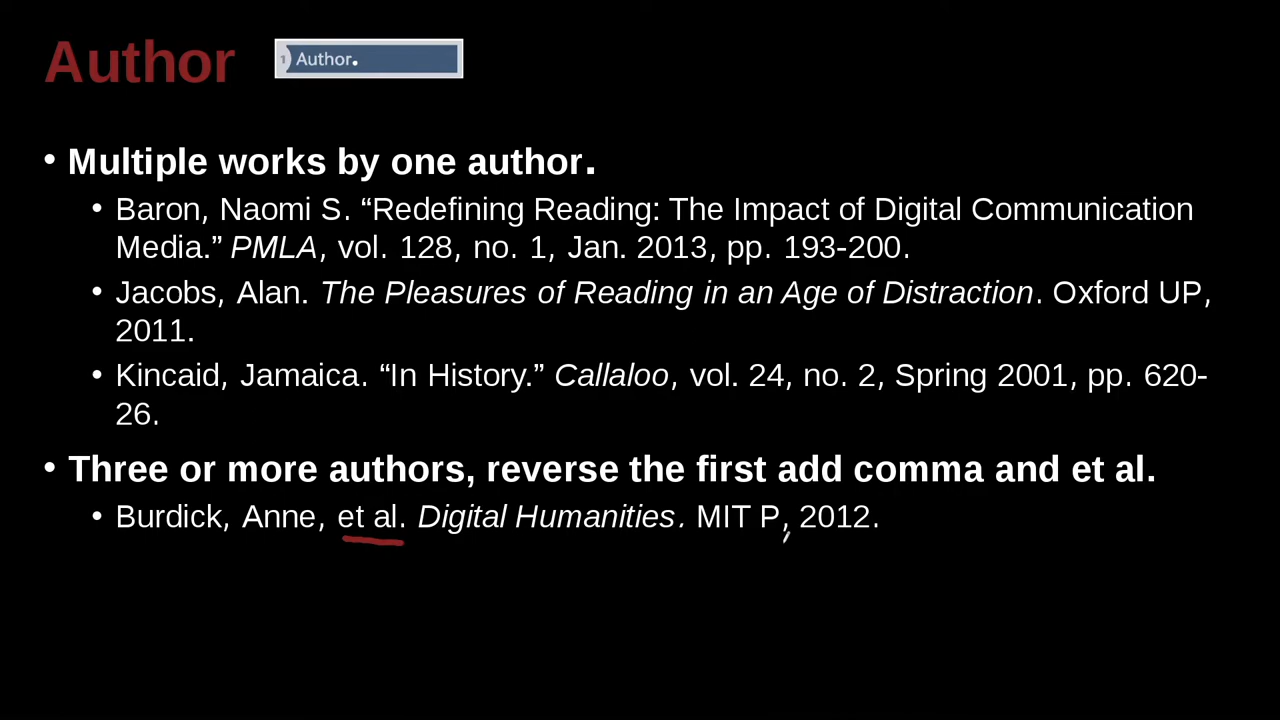 Author
1 Author.
• Multiple works by one author.
• Baron, Naomi S. “Redefining Reading: The Impact of Digital Communication
Media.” PMLA, vol. 128, no. 1, Jan. 2013, pp. 193-200.
• Jacobs, Alan. The Pleasures of Reading in an Age of Distraction. Oxford UP,
2011.
• Kincaid, Jamaica. “In History.” Callaloo, vol. 24, no. 2, Spring 2001, pp. 620-
26.
• Three or more authors, reverse the first add comma and et al.
• Burdick, Anne, et al. Digital Humanities. MIT P, 2012.